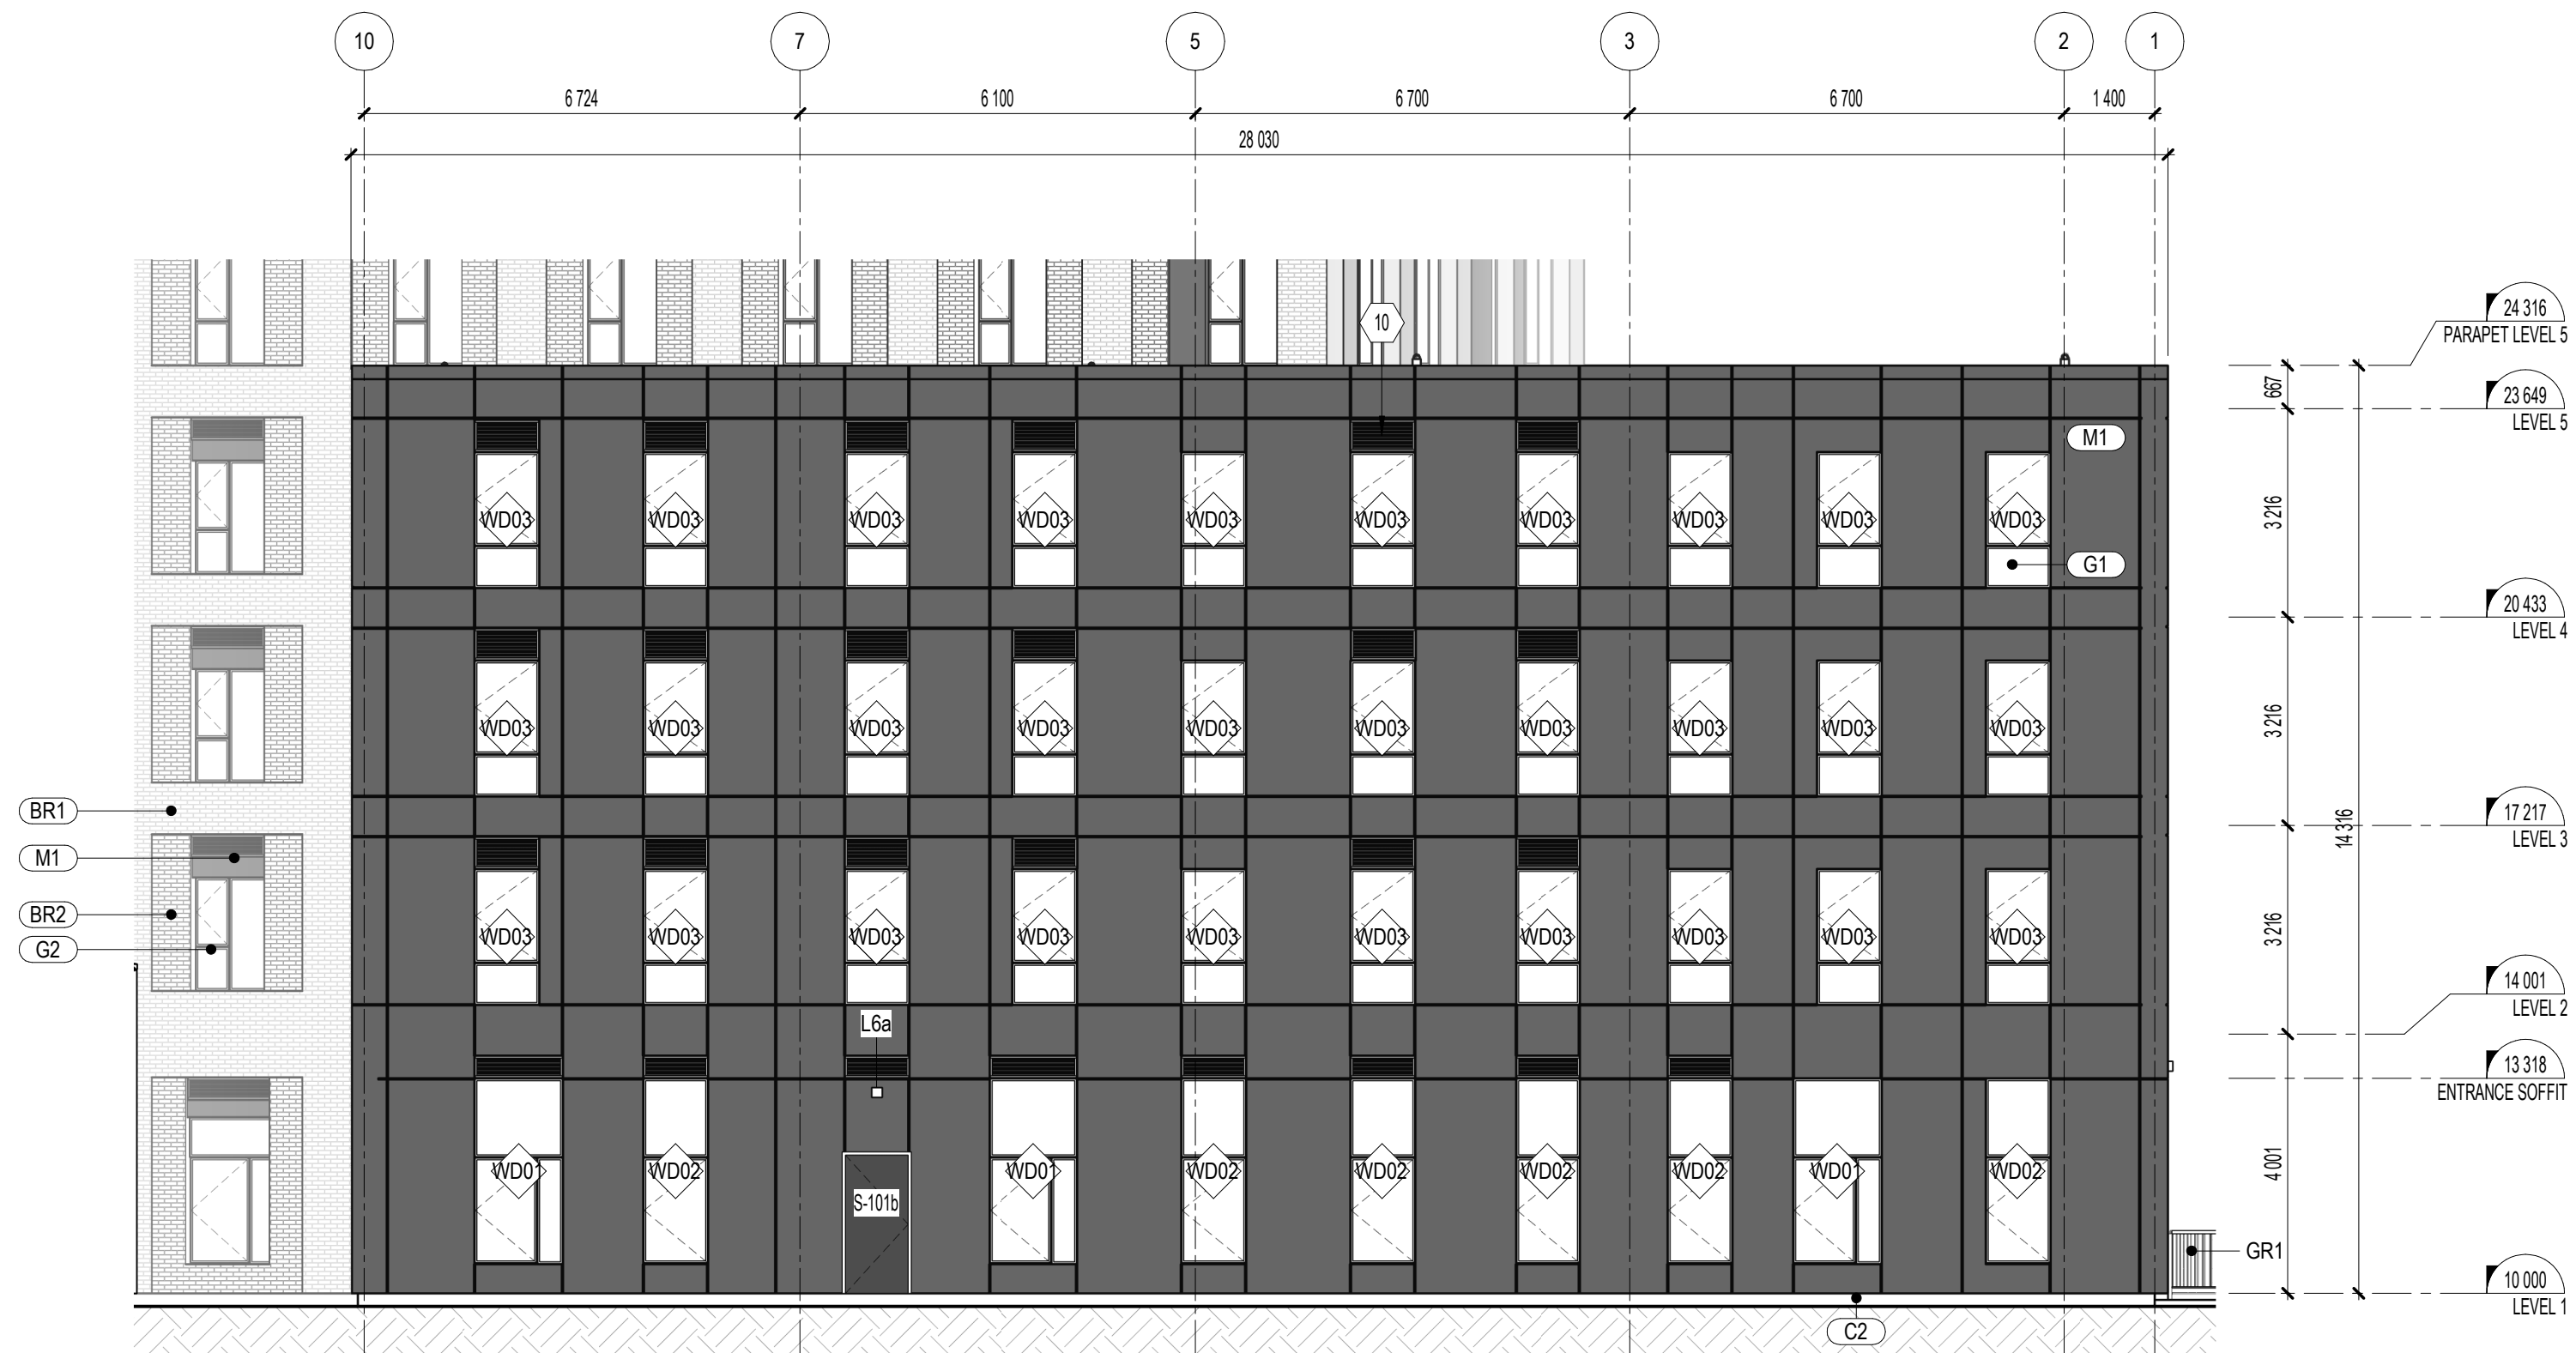 10 7 5 3 2 1
6 724 6 100 6 700 6 700 1 400
28 030
10
24 316
PARAPET LEVEL 5
667
23 649
LEVEL 5
M1
3 216
WD03 WD03 WD03 WD03 WD03 WD03 WD03 WD03 WD03 WD03
G1
20 433
LEVEL 4
3 216
WD03 WD03 WD03 WD03 WD03 WD03 WD03 WD03 WD03 WD03
BR1
17 217
LEVEL 3
14 316
M1
BR2
3 216
WD03 WD03 WD03 WD03 WD03 WD03 WD03 WD03 WD03 WD03
G2
14 001
LEVEL 2
L6a
13 318
ENTRANCE SOFFIT
WD01 WD02 WD01 WD02 WD02 WD02 WD02 WD01 WD02
4 001
S-101b
GR1
10 000
LEVEL 1
C2